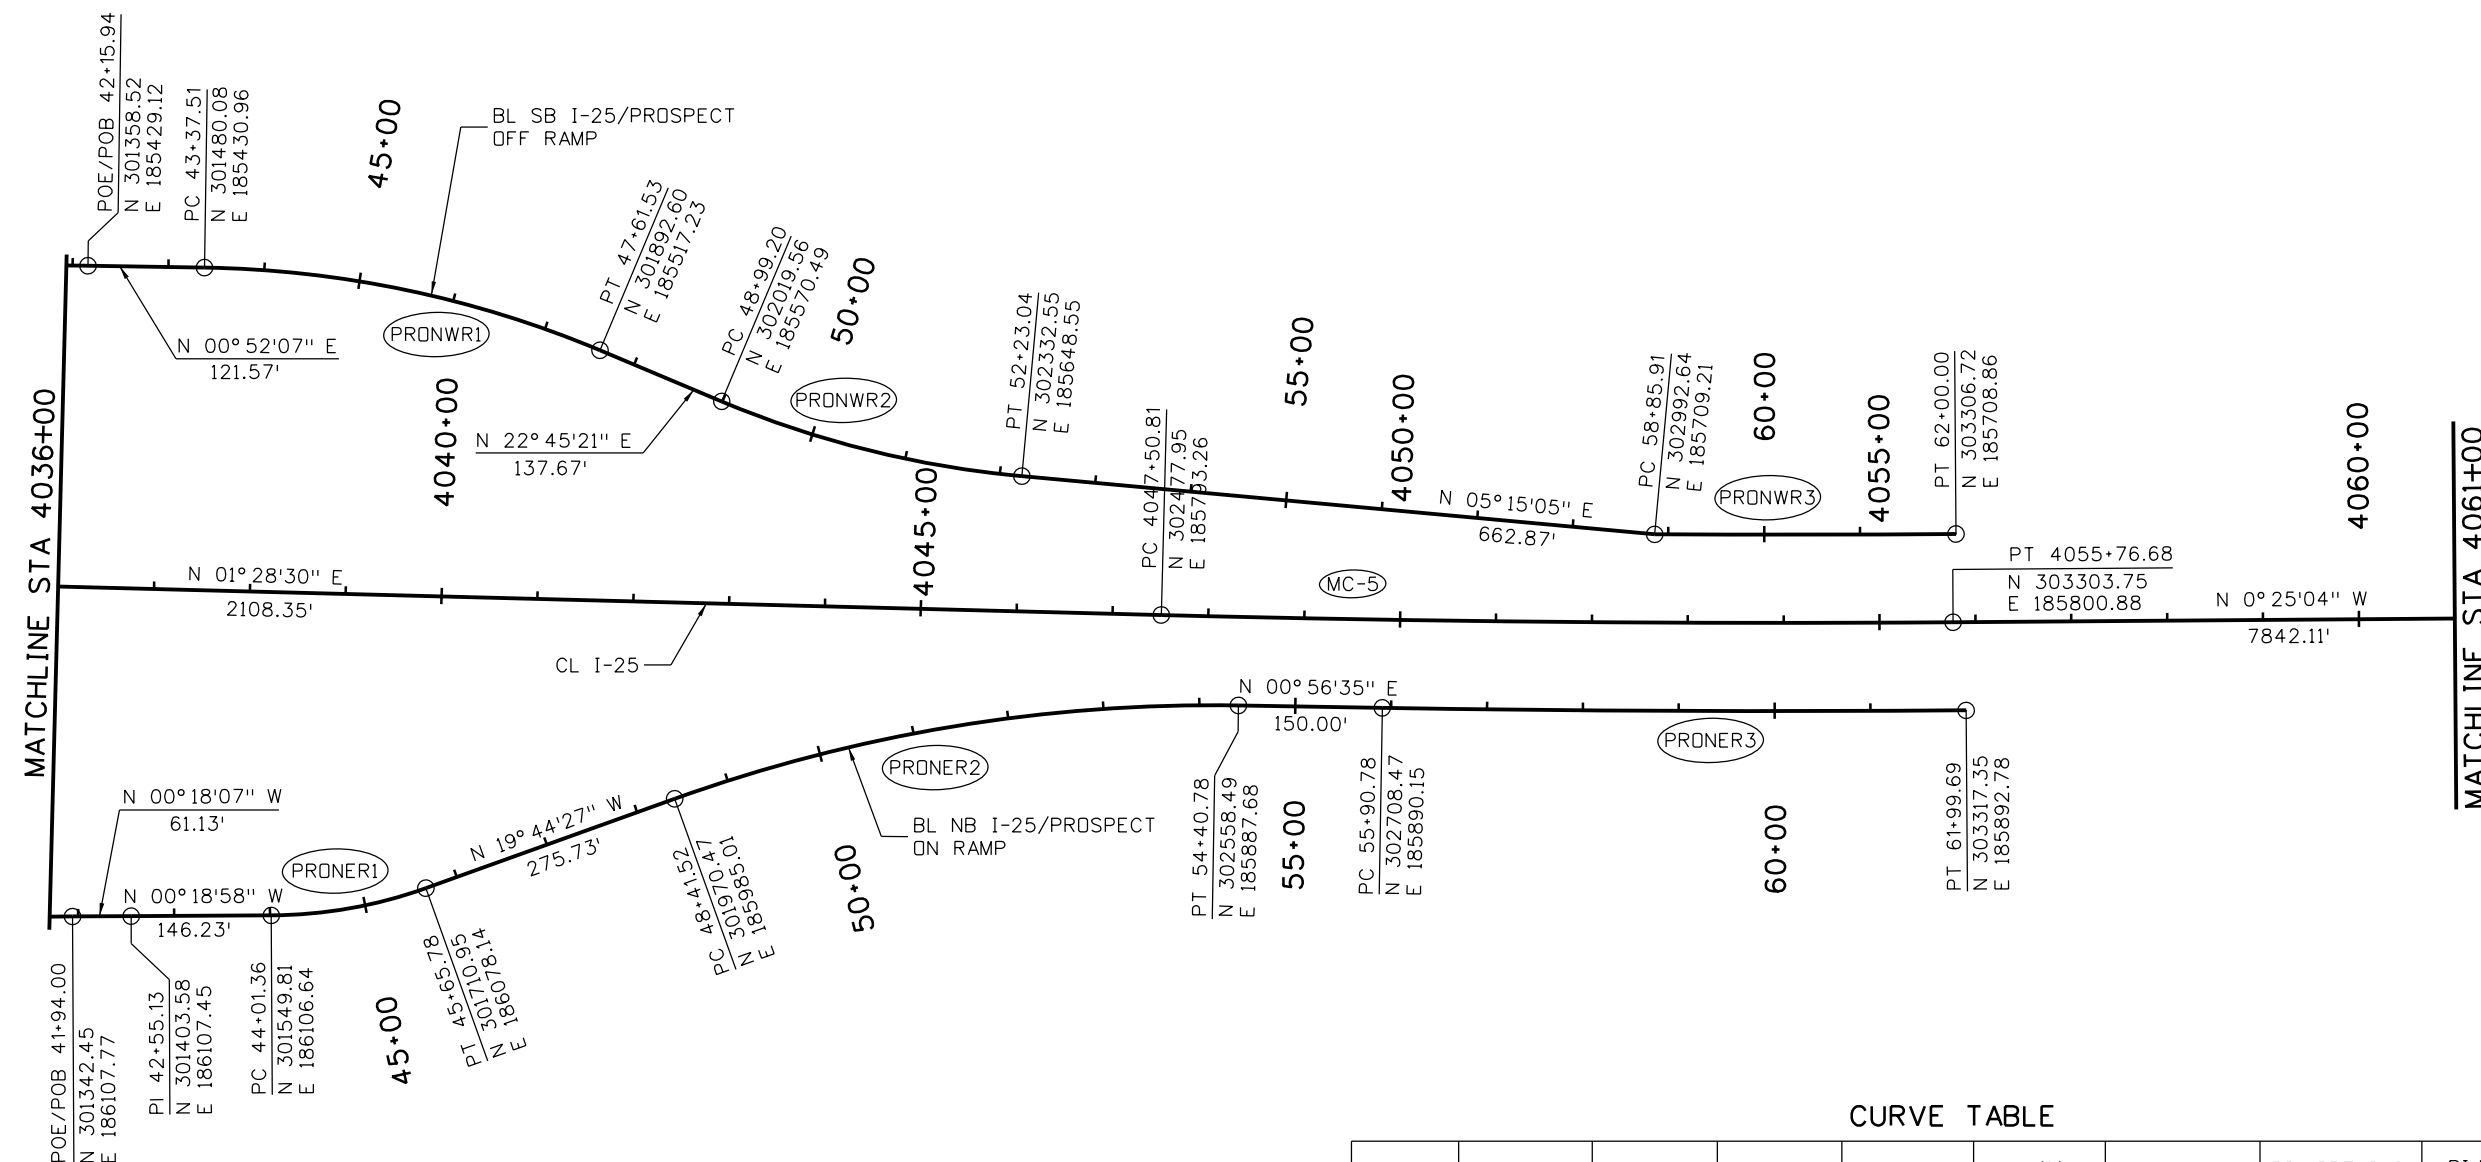 POE/POB 42+15.94
N 301358.52
E 185429.12
PC 43+37.51
N 301480.08
E 185430.96
45+00
BL SB I-25/PROSPECT
OFF RAMP
PT 47+61.53
N 301892.60
E 185517.23
PC 48+99.20
N 302019.56
E 185570.49
50+00
PT 52+23.04
N 302332.55
E 185648.55
55+00
PC 58+85.91
N 302992.64
E 185709.21
60+00
PT 62+00.00
N 303306.72
E 185708.86
N 00°52'07" E
121.57'
PRONWR1
N 22°45'21" E
137.67'
PRONWR2
N 05°15'05" E
662.87'
PRONWR3
MATCHLINE STA 4036+00
4040+00
4045+00
PC 4047+50.81
N 302477.95
E 185793.26
4050+00
4055+00
4060+00
MATCHLINE STA 4061+00
N 01°28'30" E
2108.35'
CL I-25
MC-5
PT 4055+76.68
N 303303.75
E 185800.88
N 0°25'04" W
7842.11'
N 00°18'07" W
61.13'
N 00°18'58" W
146.23'
PRONER1
N 19°44'27" W
275.73'
PRONER2
BL NB I-25/PROSPECT
ON RAMP
N 00°56'35" E
150.00'
PRONER3
POE/POB 41+94.00
N 301342.45
E 186107.77
PI 42+55.13
N 301403.58
E 186107.45
PC 44+01.36
N 301549.81
E 186106.64
45+00
PT 45+65.78
N 301710.95
E 186078.14
PC 48+41.52
N 301970.47
E 185985.01
50+00
PT 54+40.78
N 302558.49
E 185887.68
55+00
PC 55+90.78
N 302708.47
E 185890.15
60+00
PT 61+99.69
N 303317.35
E 185892.78
CURVE TABLE